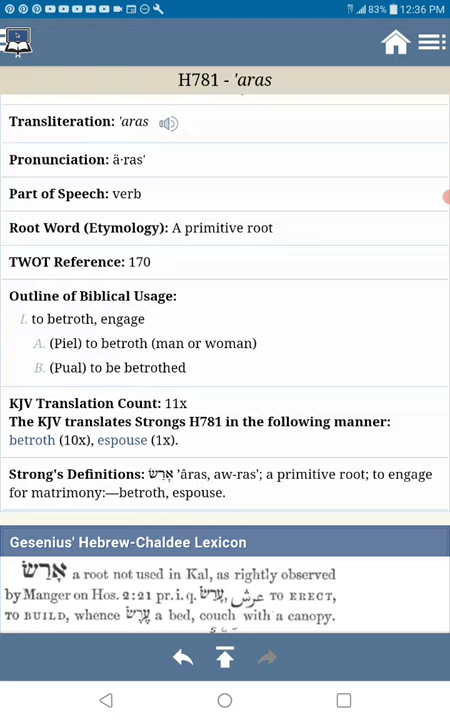 83% 12:36 PM
H781 - 'aras
Transliteration: 'aras
Pronunciation: ä·ras'
Part of Speech: verb
Root Word (Etymology): A primitive root
TWOT Reference: 170
Outline of Biblical Usage:
I. to betroth, engage
A. (Piel) to betroth (man or woman)
B. (Pual) to be betrothed
KJV Translation Count: 11x
The KJV translates Strongs H781 in the following manner:
betroth (10x), espouse (1x).
Strong's Definitions: אָרַשׂ ʼâras, aw-ras'; a primitive root; to engage
for matrimony:—betroth, espouse.
Gesenius' Hebrew-Chaldee Lexicon
אָרַשׂ a root not used in Kal, as rightly observed
by Manger on Hos. 2:21 pr. i. q. עָרַשׂ, عرش TO ERECT,
TO BUILD, whence עֶרֶשׂ a bed, couch with a canopy.